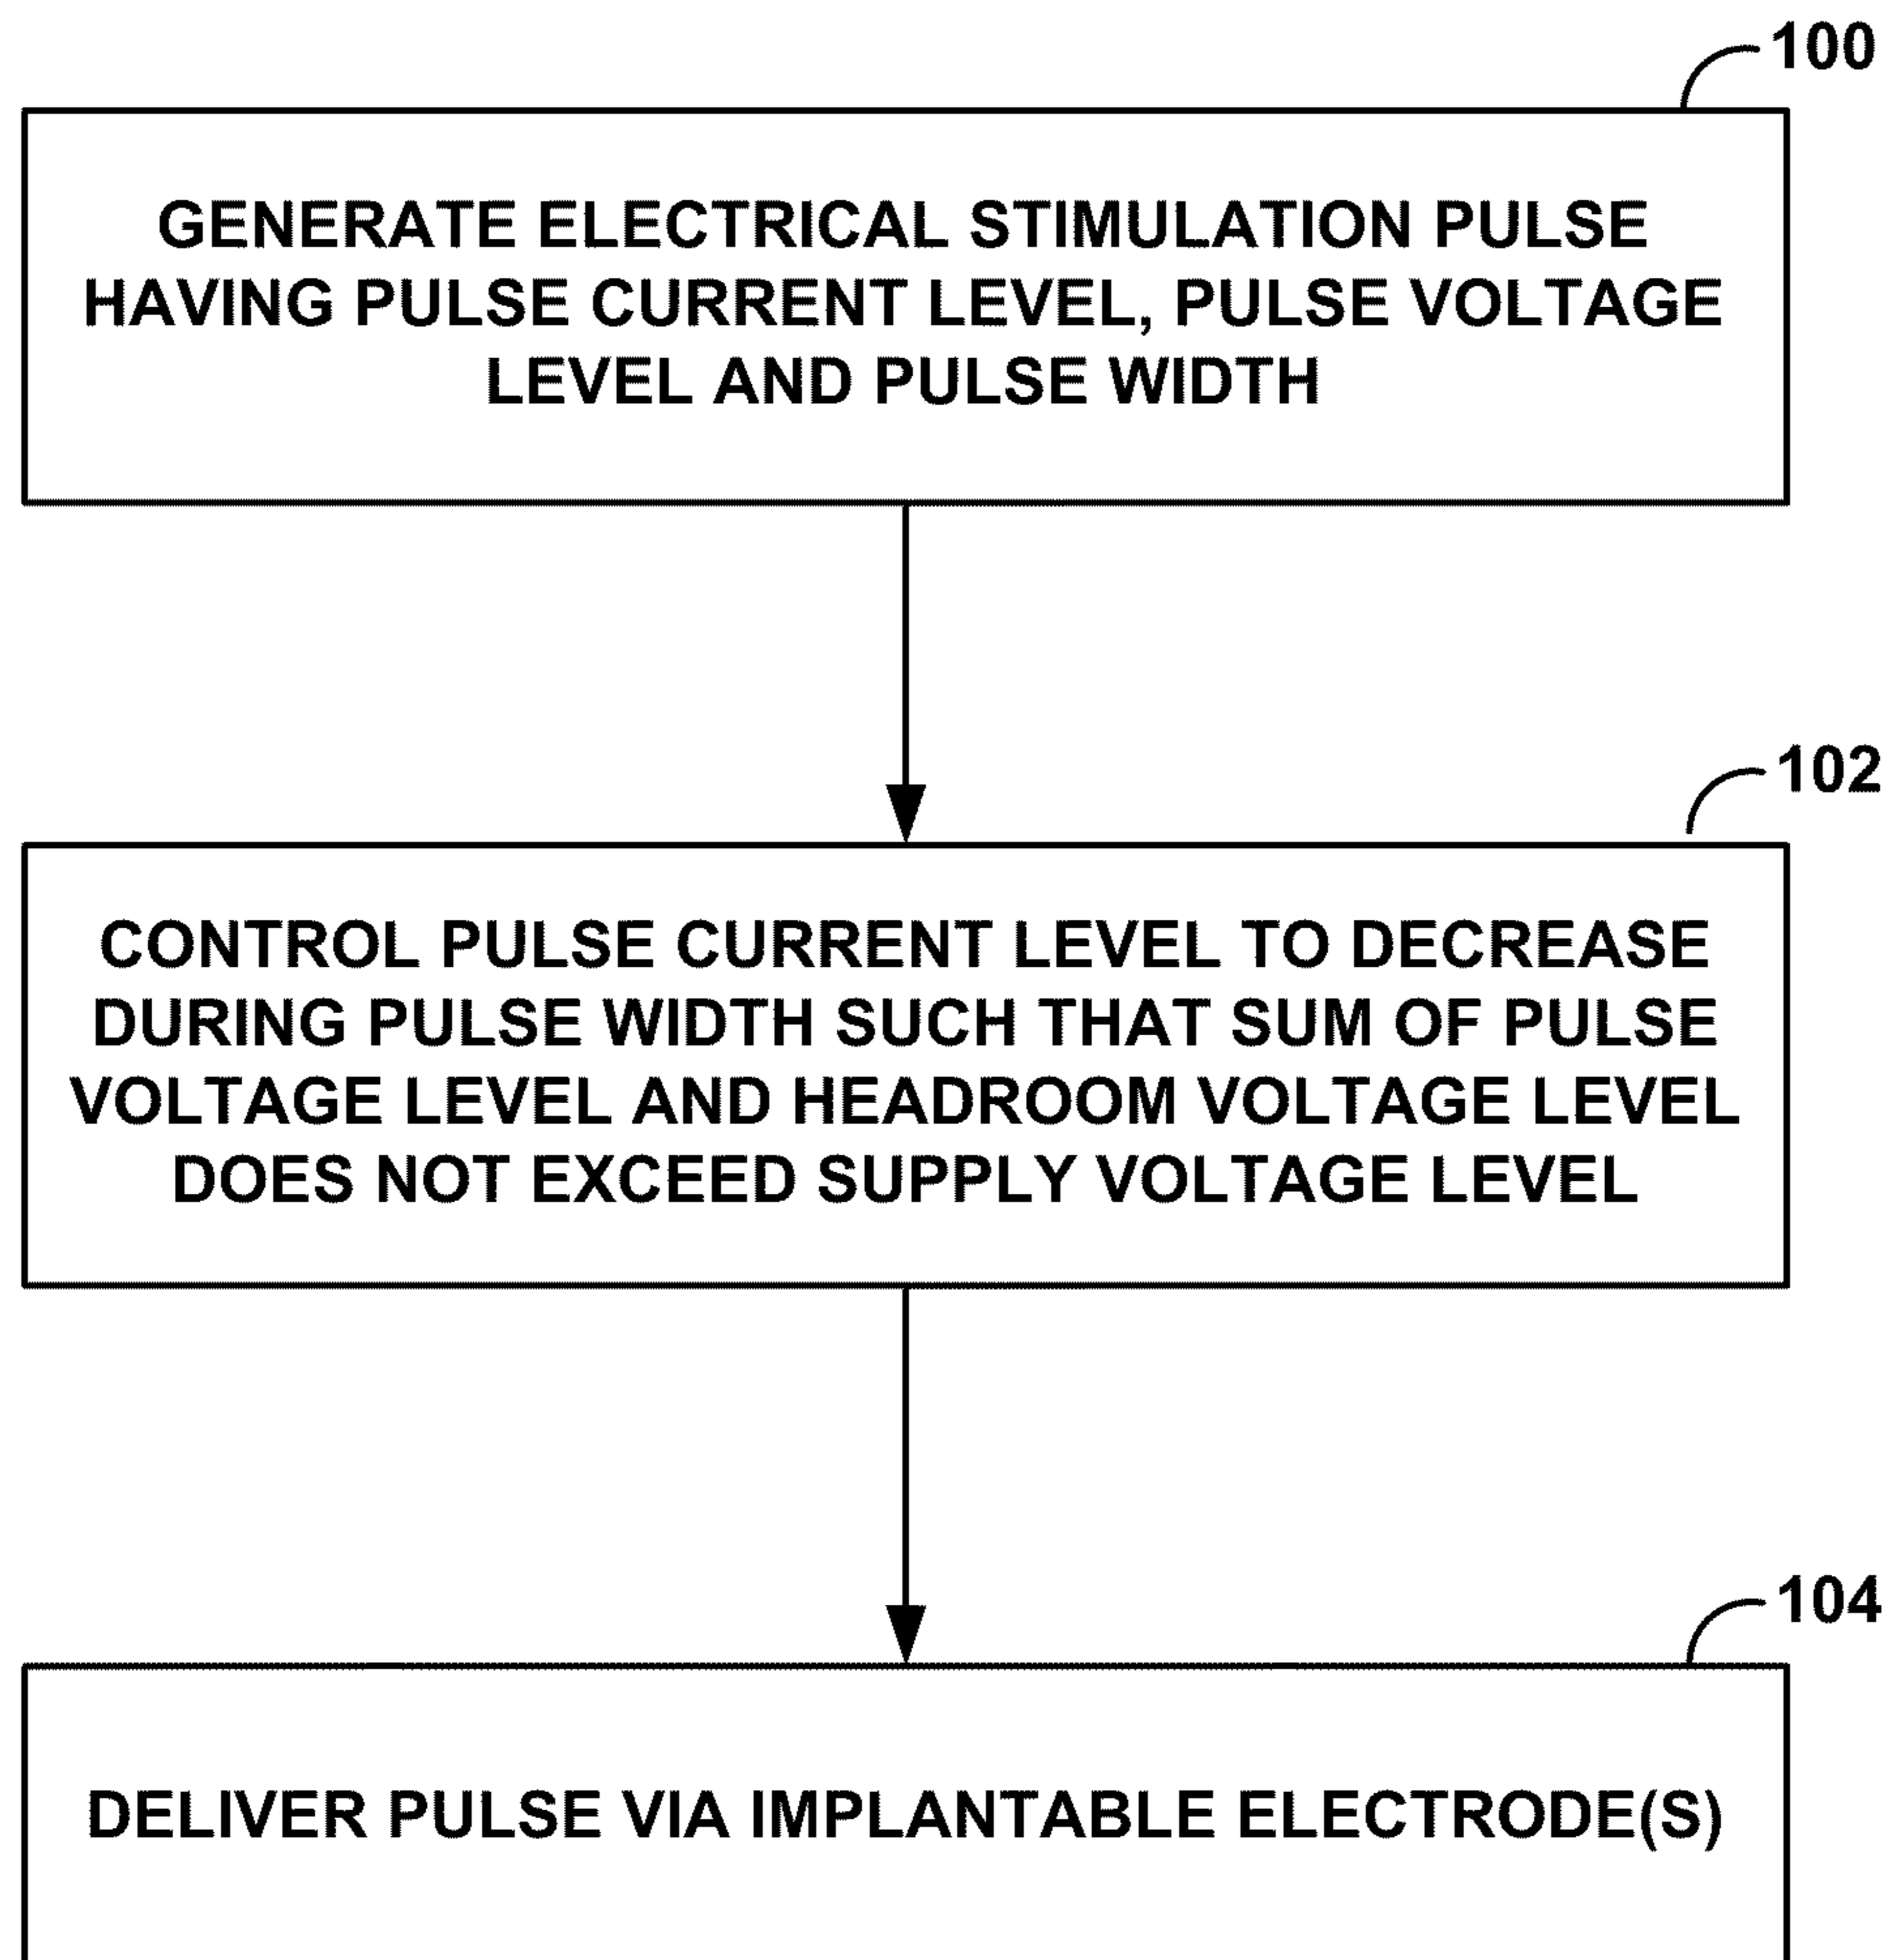 100
GENERATE ELECTRICAL STIMULATION PULSE
HAVING PULSE CURRENT LEVEL, PULSE VOLTAGE
LEVEL AND PULSE WIDTH
102
CONTROL PULSE CURRENT LEVEL TO DECREASE
DURING PULSE WIDTH SUCH THAT SUM OF PULSE
VOLTAGE LEVEL AND HEADROOM VOLTAGE LEVEL
DOES NOT EXCEED SUPPLY VOLTAGE LEVEL
104
DELIVER PULSE VIA IMPLANTABLE ELECTRODE(S)